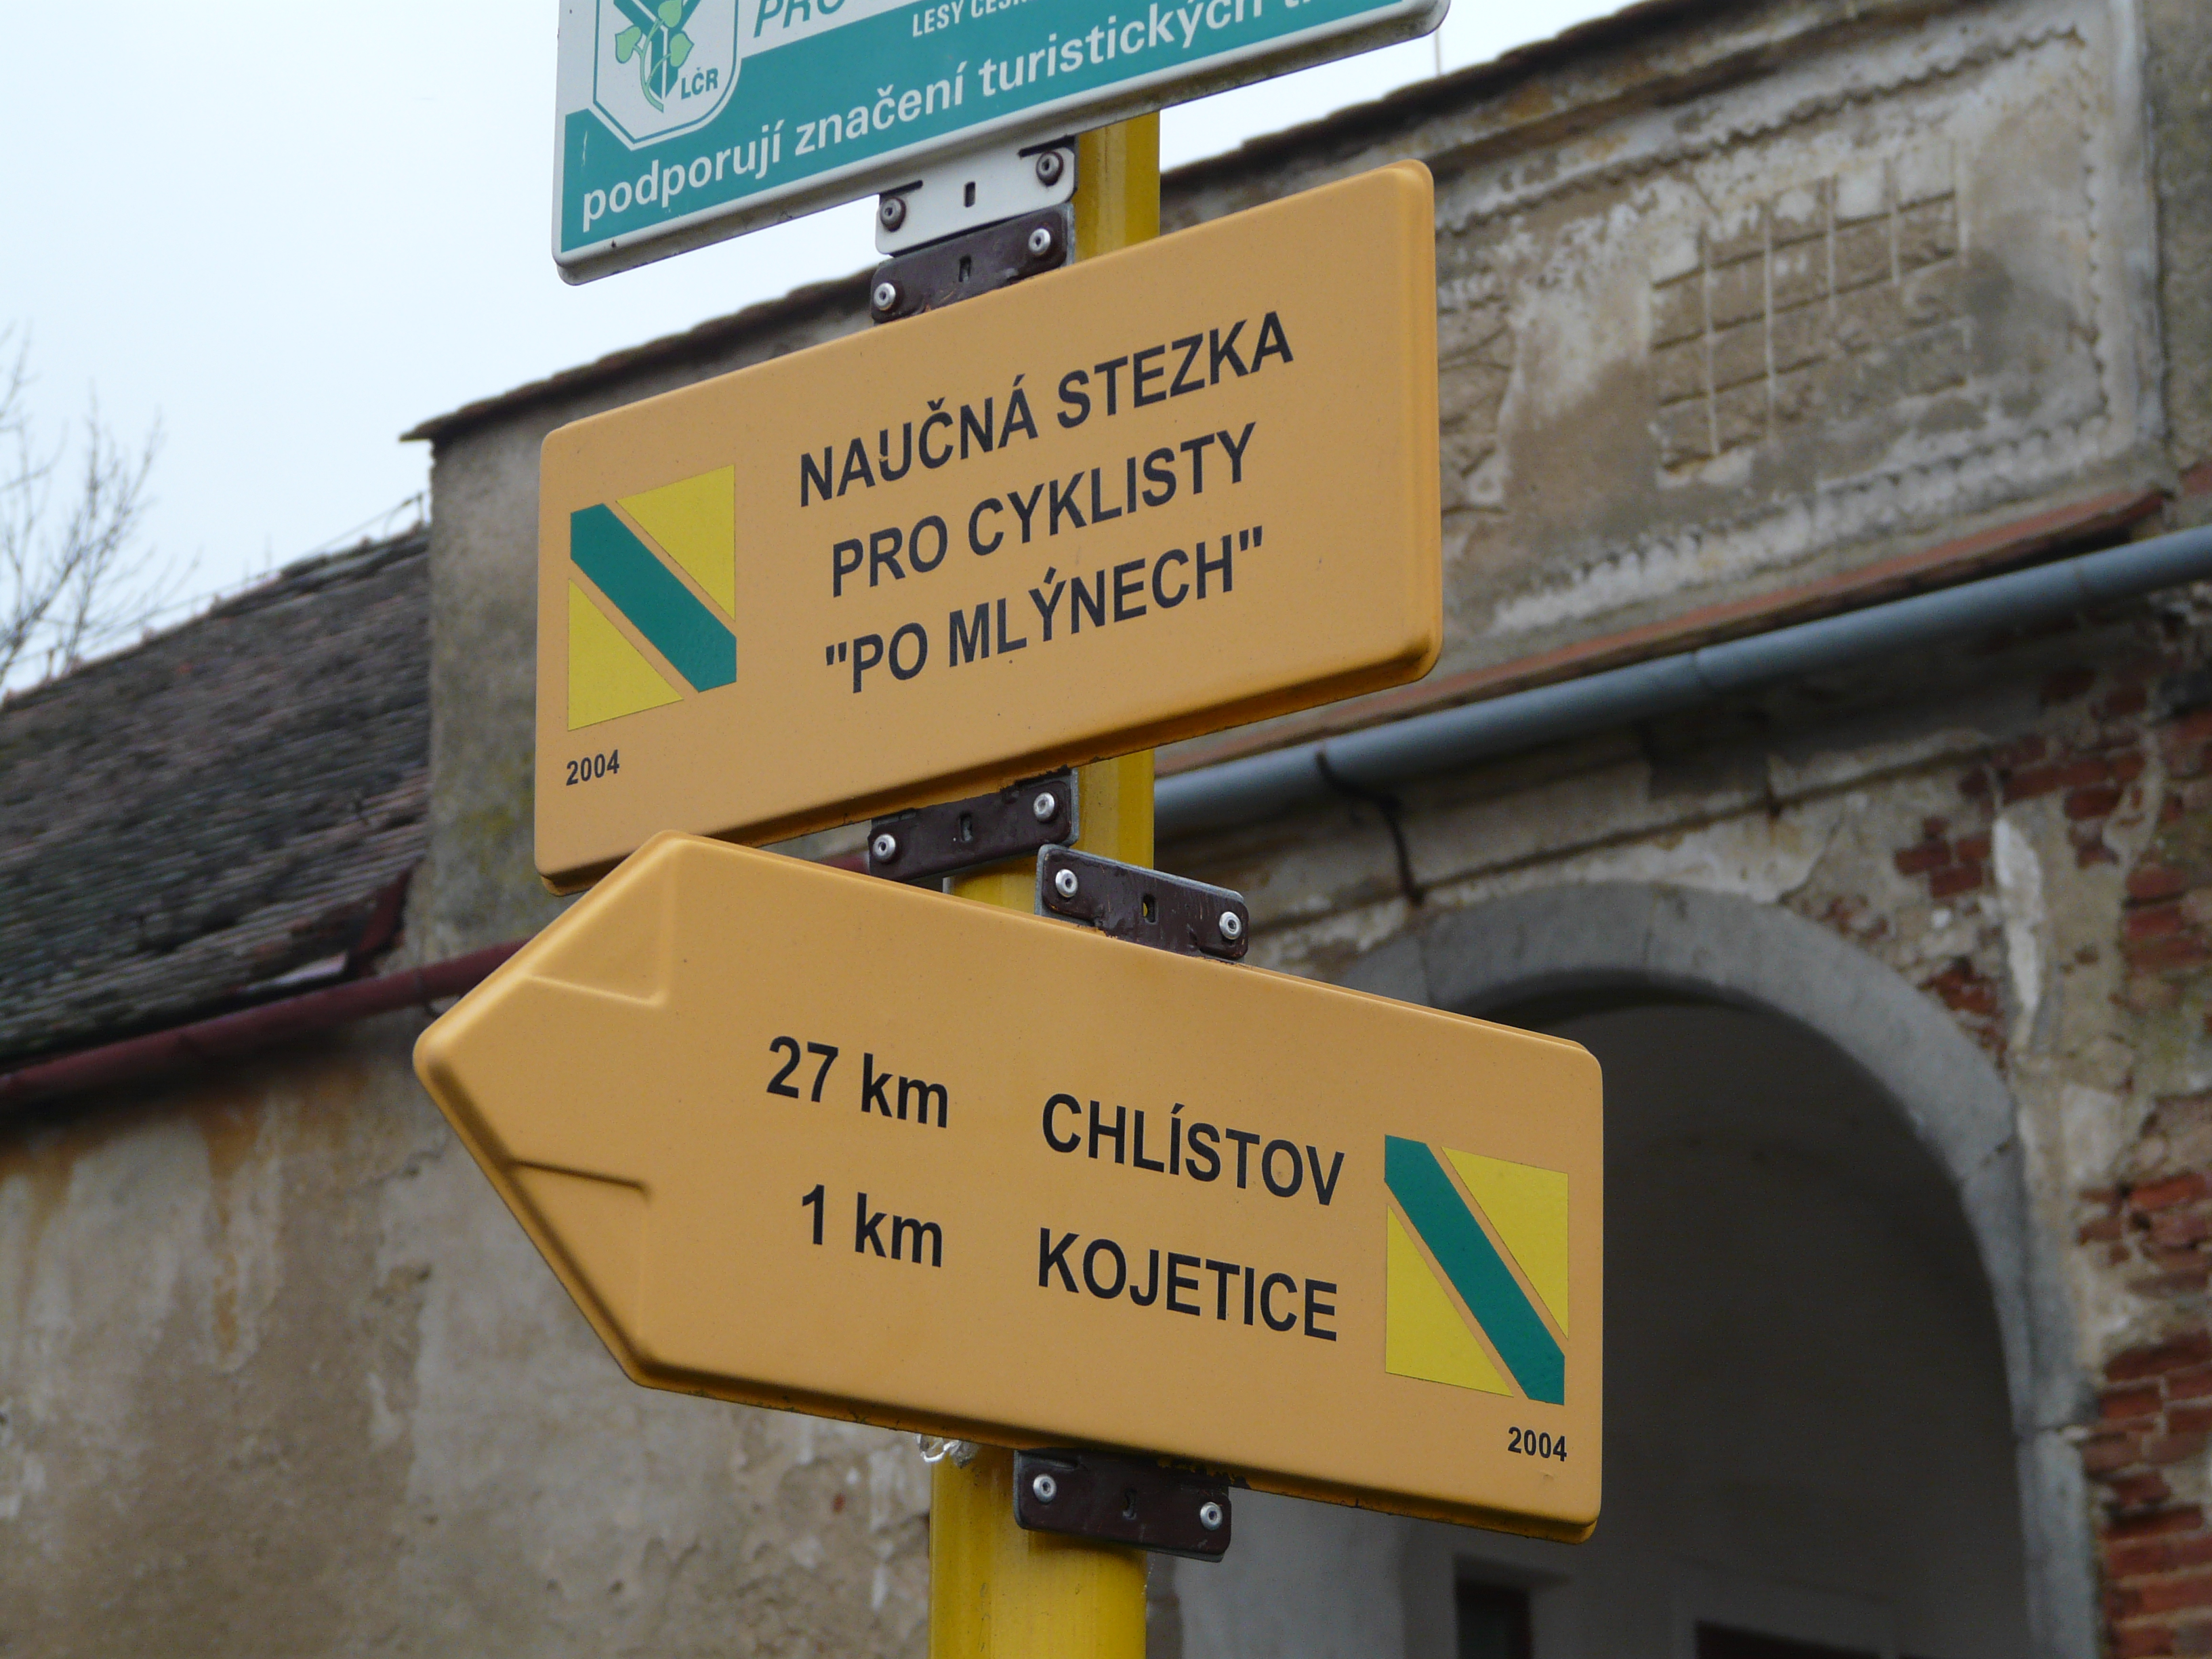 LESY
LČR
podporují značení turistických
NAUČNÁ STEZKA
PRO CYKLISTY
"PO MLÝNECH"
2004
27 km CHLÍSTOV
1 km KOJETICE
2004